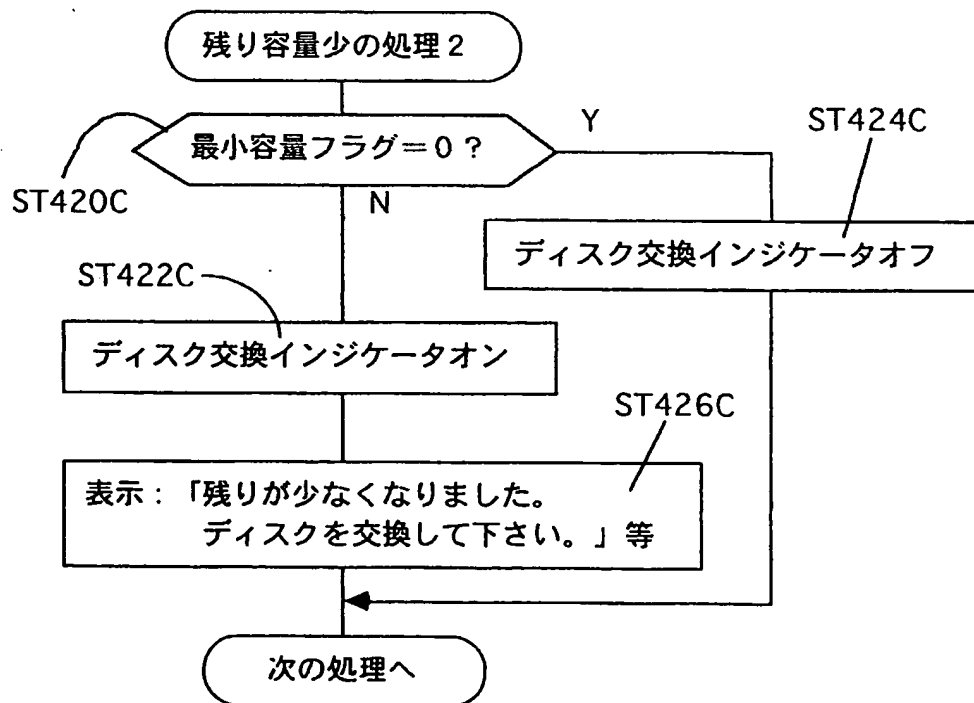 残り容量少の処理2
最小容量フラグ=0?
Y
ST424C
ST420C
N
ディスク交換インジケータオフ
ST422C
ディスク交換インジケータオン
ST426C
表示:「残りが少なくなりました。
ディスクを交換して下さい。」等
次の処理へ